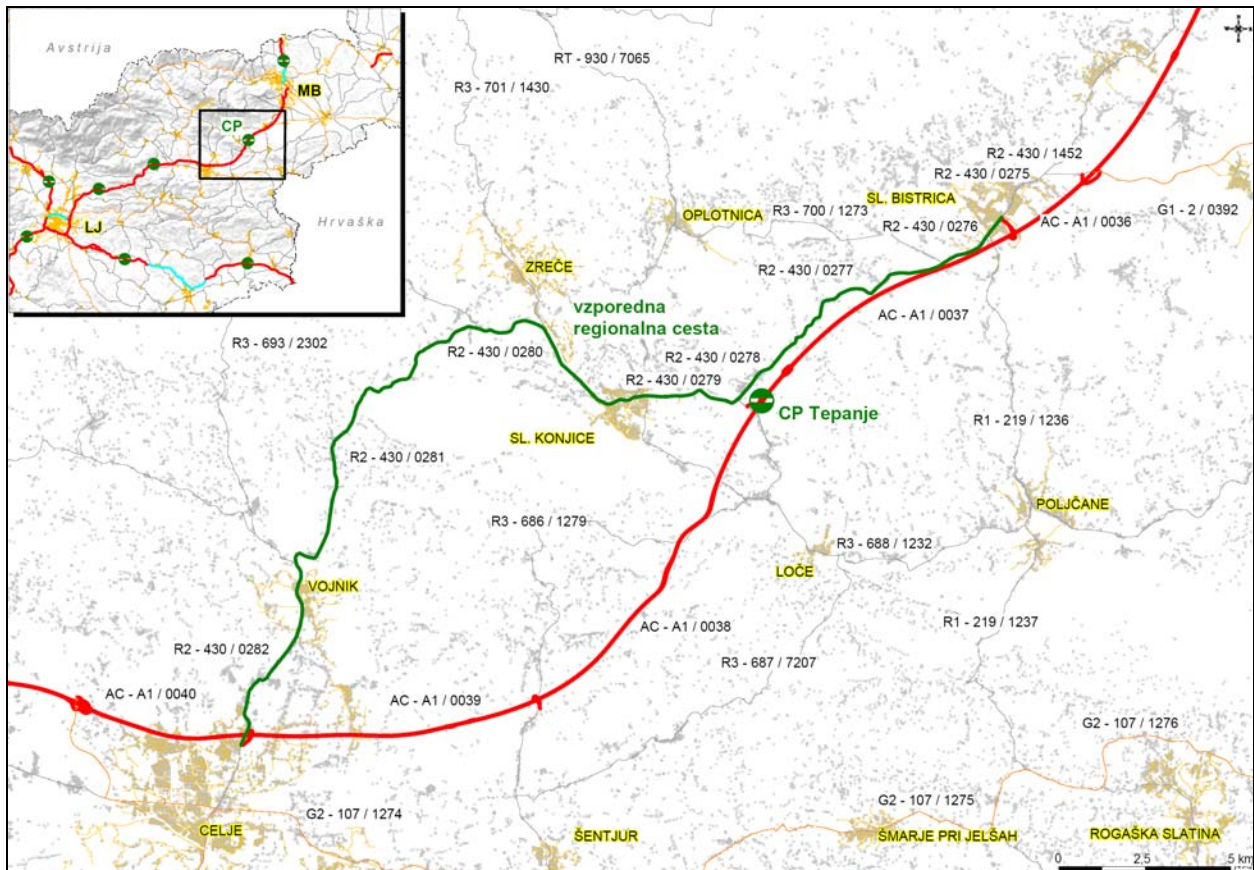 Avstrija
MB
CP
LJ
Hrvaška
RT - 930 / 7065
R3 - 701 / 1430
R2 - 430 / 1452
R2 - 430 / 0275
SL. BISTRICA
OPLOTNICA
R3 - 700 / 1273
G1 - 2 / 0392
AC - A1 / 0036
R2 - 430 / 0276
ZREČE
R2 - 430 / 0277
vzporedna
regionalna cesta
AC - A1 / 0037
R3 - 693 / 2302
R2 - 430 / 0280
R2 - 430 / 0278
R2 - 430 / 0279
CP Tepanje
R1 - 219 / 1236
SL. KONJICE
R2 - 430 / 0281
POLJČANE
R3 - 686 / 1279
R3 - 688 / 1232
LOČE
VOJNIK
R1 - 219 / 1237
AC - A1 / 0038
R2 - 430 / 0282
R3 - 687 / 7207
AC - A1 / 0040
AC - A1 / 0039
G2 - 107 / 1276
G2 - 107 / 1275
G2 - 107 / 1274
CELJE
ŠENTJUR
ŠMARJE PRI JELŠAH
ROGAŠKA SLATINA
0 2,5 5 km